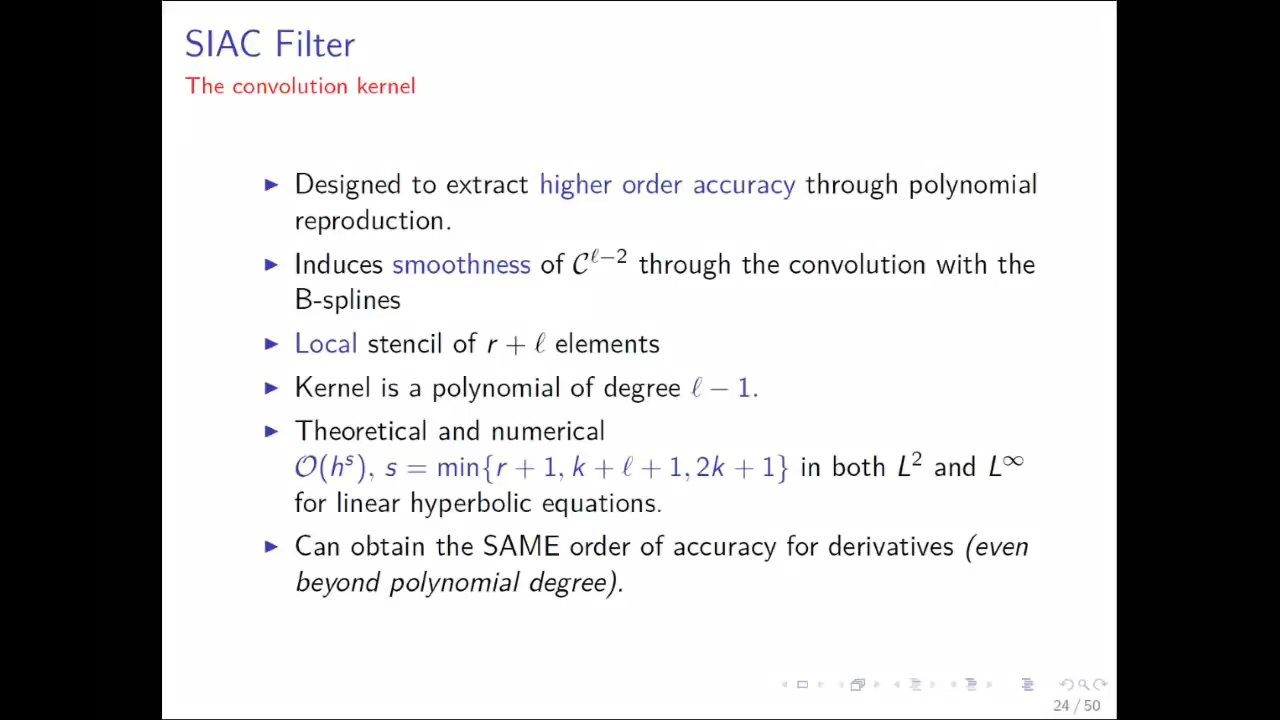 SIAC Filter
The convolution kernel
▶ Designed to extract higher order accuracy through polynomial
reproduction.
▶ Induces smoothness of 𝒞^{ℓ−2} through the convolution with the
B-splines
▶ Local stencil of r + ℓ elements
▶ Kernel is a polynomial of degree ℓ − 1.
▶ Theoretical and numerical
𝒪(h^s), s = min{r + 1, k + ℓ + 1, 2k + 1} in both L² and L^∞
for linear hyperbolic equations.
▶ Can obtain the SAME order of accuracy for derivatives (even
beyond polynomial degree).
24 / 50